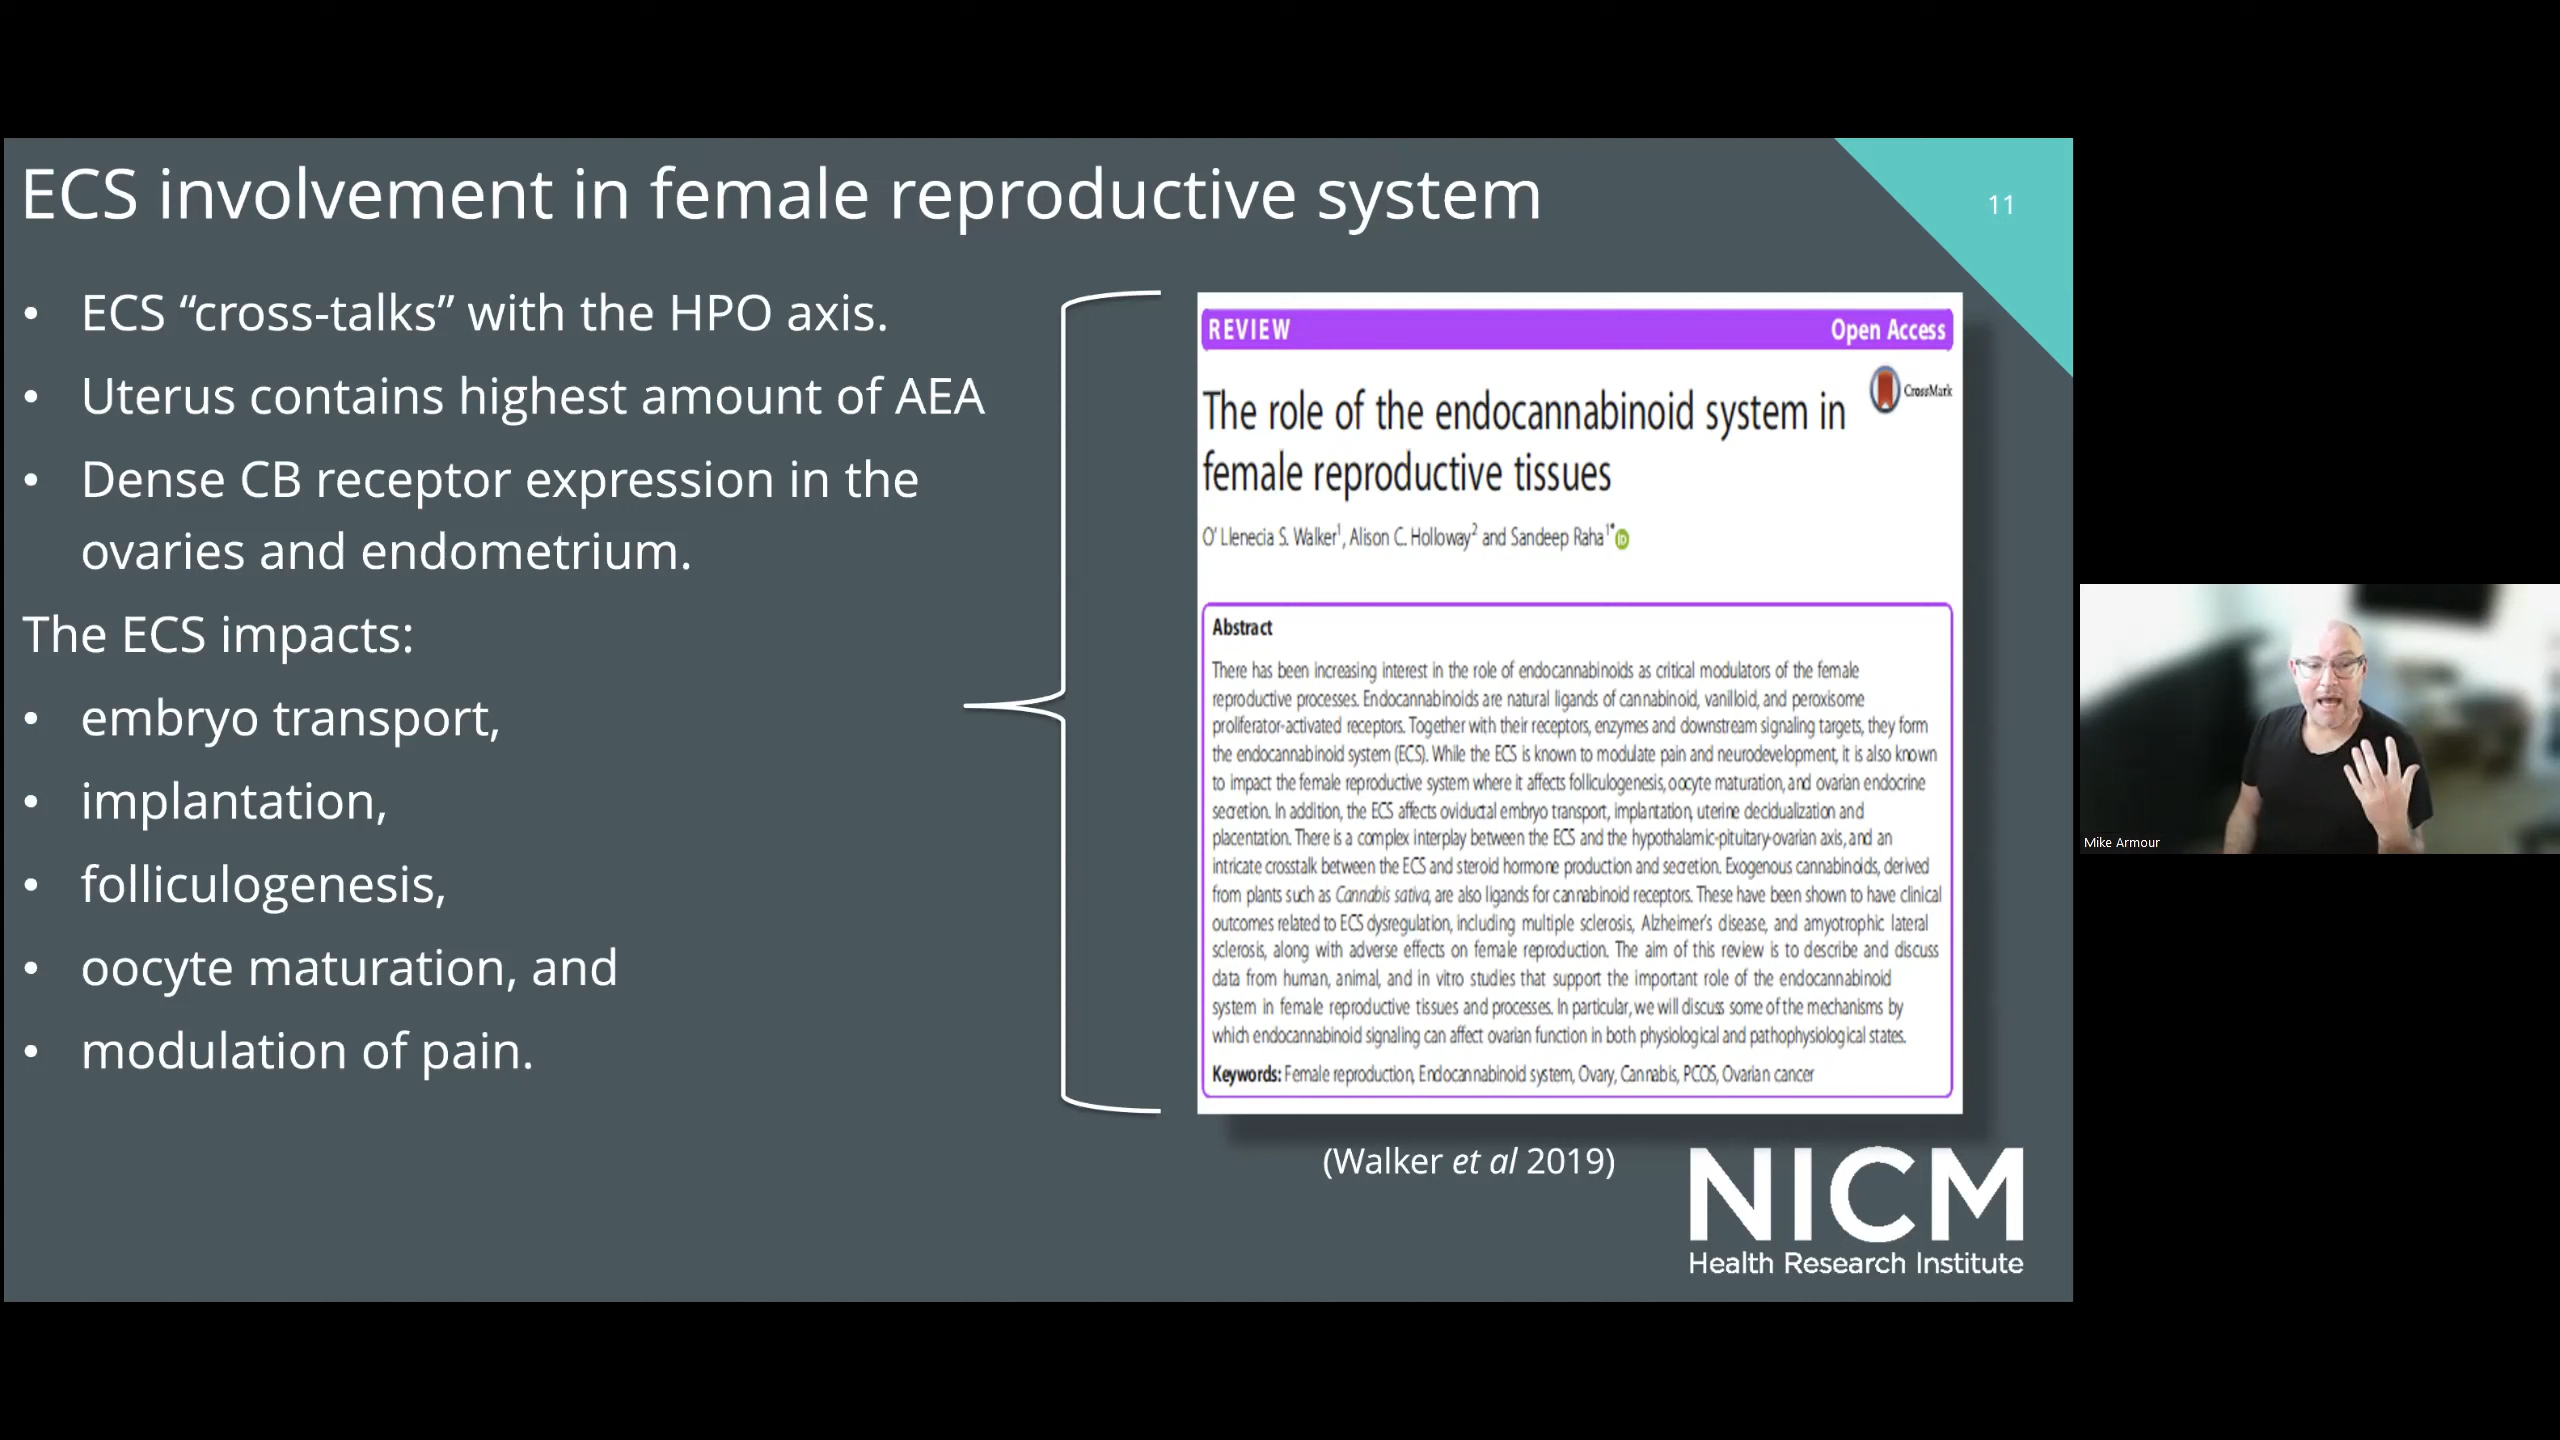 ECS involvement in female reproductive system
11
• ECS “cross-talks” with the HPO axis.
• Uterus contains highest amount of AEA
• Dense CB receptor expression in the
ovaries and endometrium.
The ECS impacts:
• embryo transport,
• implantation,
• folliculogenesis,
• oocyte maturation, and
• modulation of pain.
REVIEW Open Access
CrossMark
The role of the endocannabinoid system in
female reproductive tissues
O’ Llenecia S. Walker1, Alison C. Holloway2 and Sandeep Raha1* iD
Abstract
There has been increasing interest in the role of endocannabinoids as critical modulators of the female
reproductive processes. Endocannabinoids are natural ligands of cannabinoid, vanilloid, and peroxisome
proliferator-activated receptors. Together with their receptors, enzymes and downstream signaling targets, they form
the endocannabinoid system (ECS). While the ECS is known to modulate pain and neurodevelopment, it is also known
to impact the female reproductive system where it affects folliculogenesis, oocyte maturation, and ovarian endocrine
secretion. In addition, the ECS affects oviductal embryo transport, implantation, uterine decidualization and
placentation. There is a complex interplay between the ECS and the hypothalamic-pituitary-ovarian axis, and an
intricate crosstalk between the ECS and steroid hormone production and secretion. Exogenous cannabinoids, derived
from plants such as Cannabis sativa, are also ligands for cannabinoid receptors. These have been shown to have clinical
outcomes related to ECS dysregulation, including multiple sclerosis, Alzheimer’s disease, and amyotrophic lateral
sclerosis, along with adverse effects on female reproduction. The aim of this review is to describe and discuss
data from human, animal, and in vitro studies that support the important role of the endocannabinoid
system in female reproductive tissues and processes. In particular, we will discuss some of the mechanisms by
which endocannabinoid signaling can affect ovarian function in both physiological and pathophysiological states.
Keywords: Female reproduction, Endocannabinoid system, Ovary, Cannabis, PCOS, Ovarian cancer
(Walker et al 2019)
NICM
Health Research Institute
Mike Armour